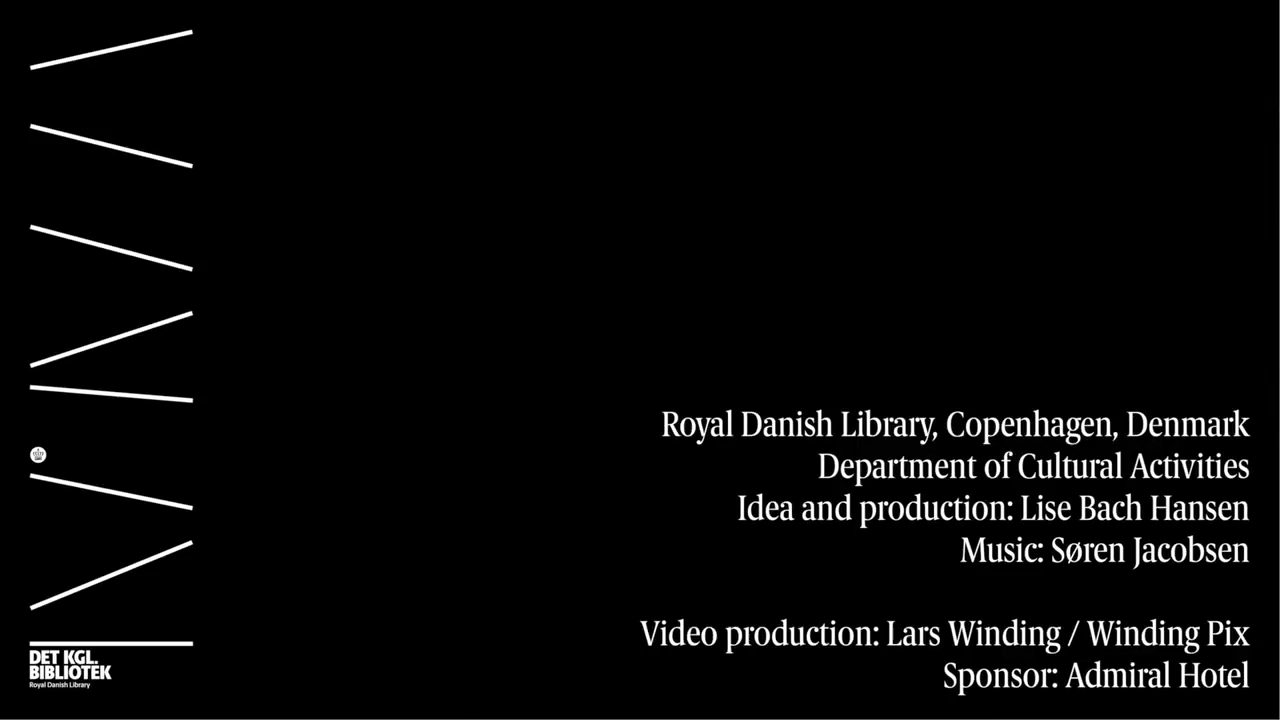 Royal Danish Library, Copenhagen, Denmark
Department of Cultural Activities
Idea and production: Lise Bach Hansen
Music: Søren Jacobsen
Video production: Lars Winding / Winding Pix
Sponsor: Admiral Hotel
DET KGL.
BIBLIOTEK
Royal Danish Library